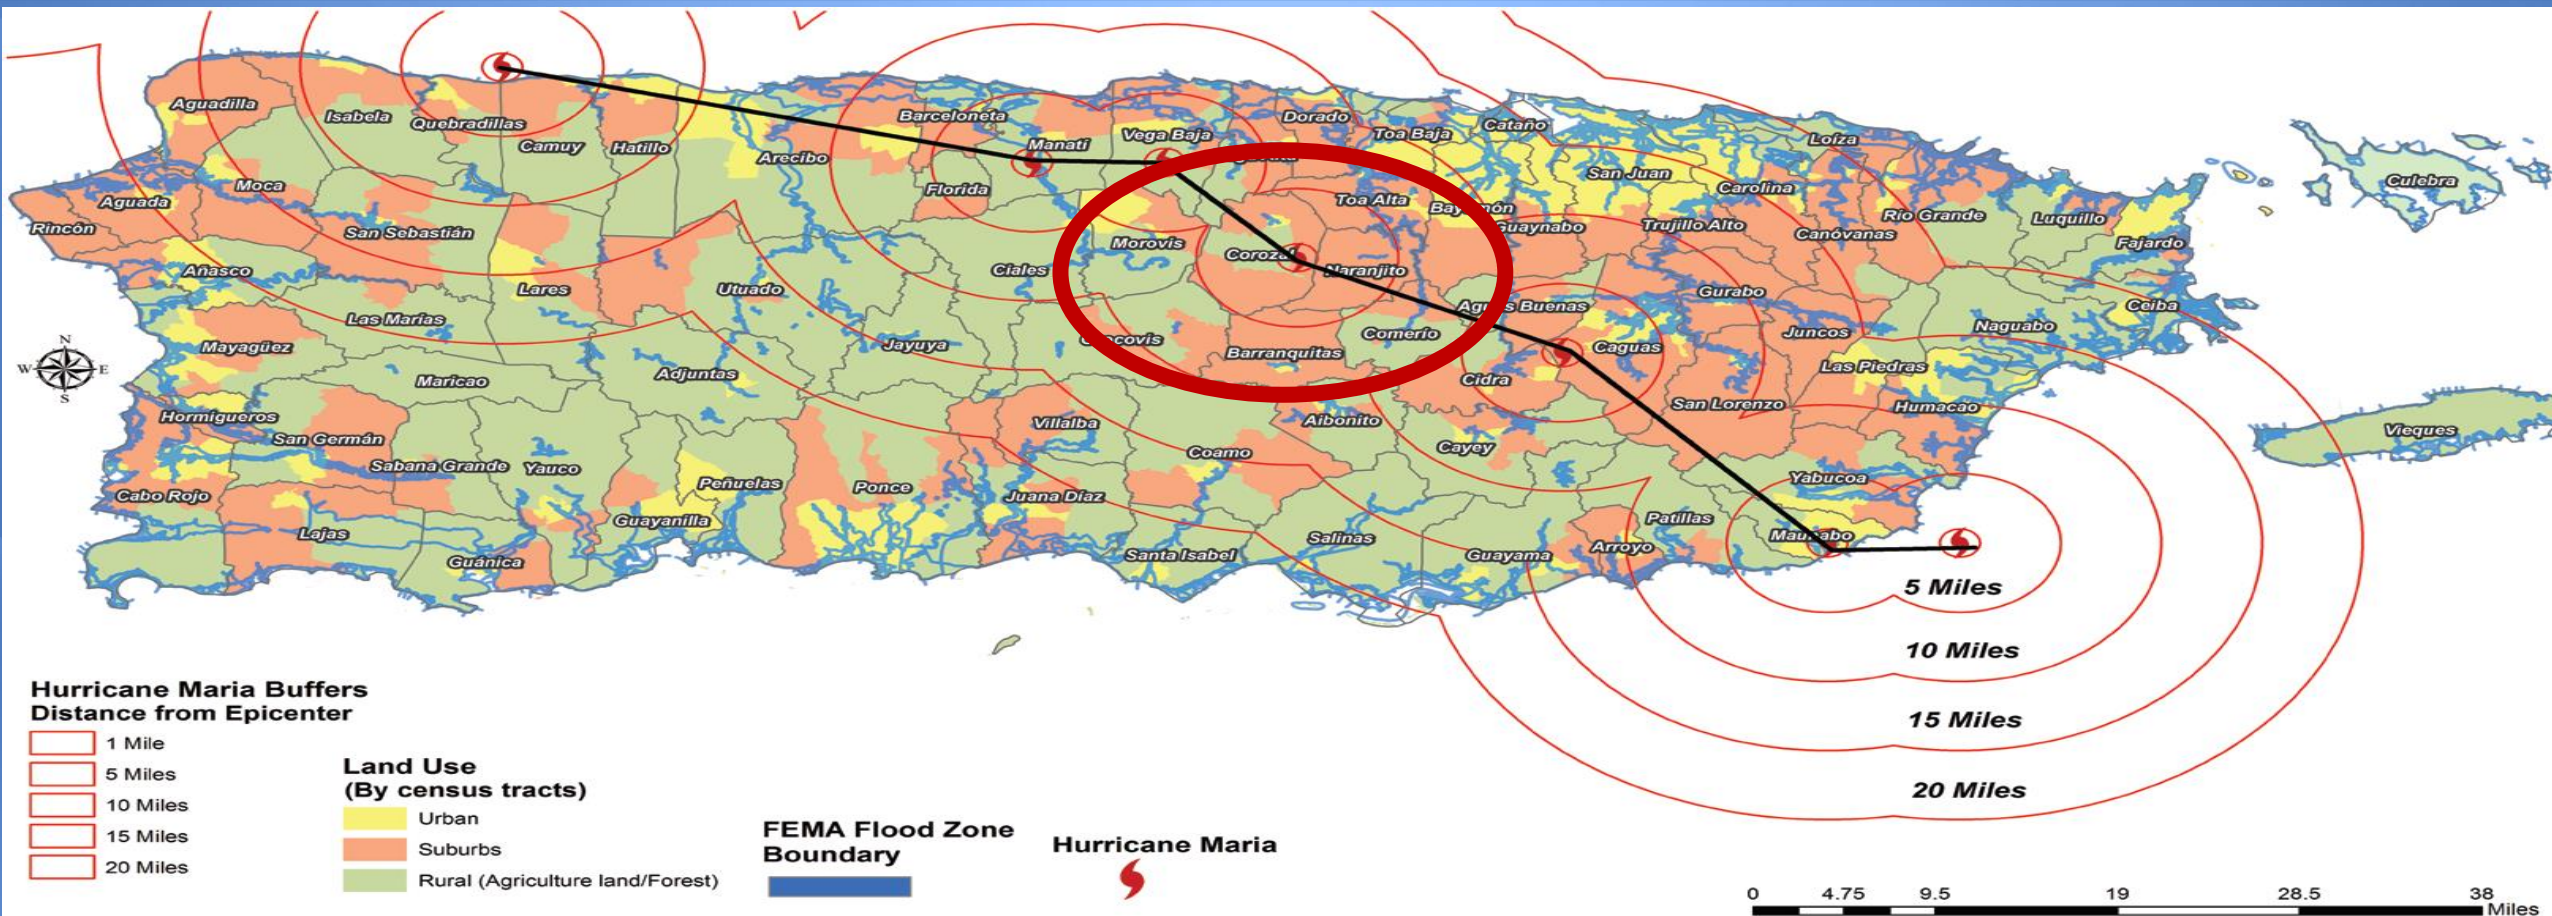 Aguadilla
Isabela
Quebradillas
Camuy
Hatillo
Arecibo
Barceloneta
Manatí
Vega Baja
Dorado
Toa Baja
Cataño
Loíza
Culebra
Moca
Aguada
Rincón
San Sebastián
Florida
Toa Alta
San Juan
Carolina
Río Grande
Luquillo
Fajardo
Añasco
Lares
Utuado
Ciales
Morovis
Naranjito
Trujillo Alto
Canóvanas
Gurabo
Ceiba
Las Marías
Mayagüez
Maricao
Adjuntas
Jayuya
Barranquitas
Comerío
Caguas
Juncos
Naguabo
Las Piedras
Cidra
San Lorenzo
Humacao
N
W
E
S
Hormigueros
San Germán
Sabana Grande
Yauco
Cabo Rojo
Lajas
Guánica
Guayanilla
Peñuelas
Ponce
Villalba
Juana Díaz
Coamo
Aibonito
Cayey
Santa Isabel
Salinas
Guayama
Arroyo
Patillas
Yabucoa
Vieques
5 Miles
10 Miles
15 Miles
20 Miles
Hurricane Maria Buffers
Distance from Epicenter
1 Mile
5 Miles
10 Miles
15 Miles
20 Miles
Land Use
(By census tracts)
Urban
Suburbs
Rural (Agriculture land/Forest)
FEMA Flood Zone
Boundary
Hurricane Maria
0 4.75 9.5 19 28.5 38
Miles